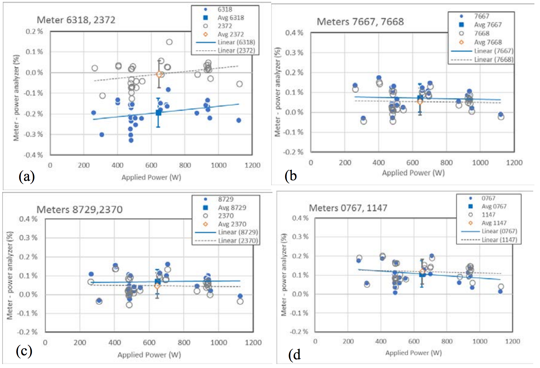 Meter 6318, 2372
6318
Avg 6318
2372
Avg 2372
Linear (6318)
Linear (2372)
Meter - power analyzer (%)
0.2 %
0.1 %
0.0 %
-0.1 %
-0.2 %
-0.3 %
-0.4 %
0 200 400 600 800 1000 1200
Applied Power (W)
(a)
Meters 7667, 7668
7667
Avg 7667
7668
Avg 7668
Linear (7667)
Linear (7668)
Meter - power analyzer (%)
0.4 %
0.3 %
0.2 %
0.1 %
0.0 %
-0.1 %
-0.2 %
0 200 400 600 800 1000 1200
Applied Power (W)
(b)
Meters 8729,2370
8729
Avg 8729
2370
Avg 2370
Linear (8729)
Linear (2370)
Meter - power analyzer (%)
0.4 %
0.3 %
0.2 %
0.1 %
0.0 %
-0.1 %
-0.2 %
0 200 400 600 800 1000 1200
Applied Power (W)
(c)
Meters 0767, 1147
0767
Avg 0767
1147
Avg 1147
Linear (0767)
Linear (1147)
Meter - power analyzer (%)
0.4 %
0.3 %
0.2 %
0.1 %
0.0 %
-0.1 %
-0.2 %
0 200 400 600 800 1000 1200
Applied Power (W)
(d)